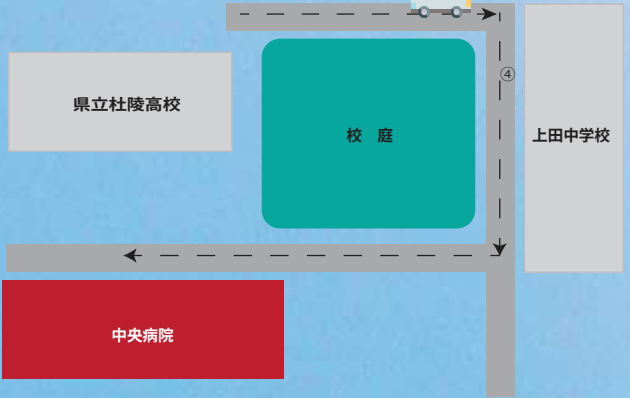 ④
県立杜陵高校
校　庭
上田中学校
中央病院